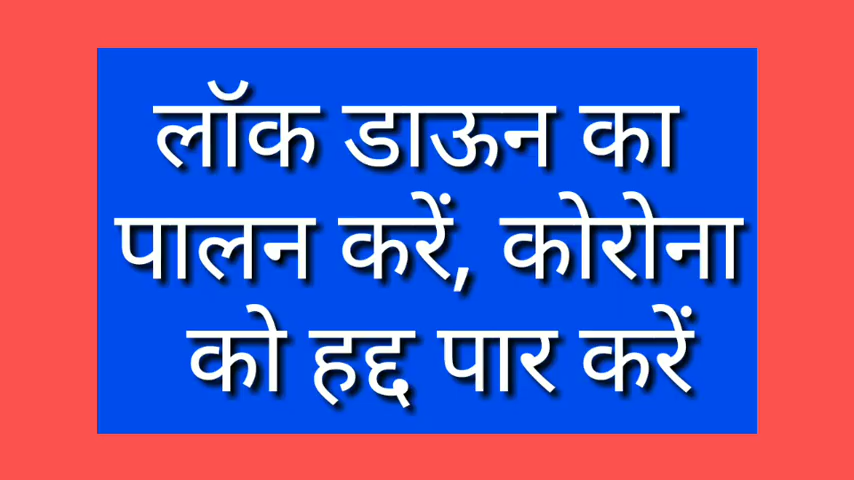 लॉक डाऊन का
पालन करें, कोरोना
को हद्द पार करें